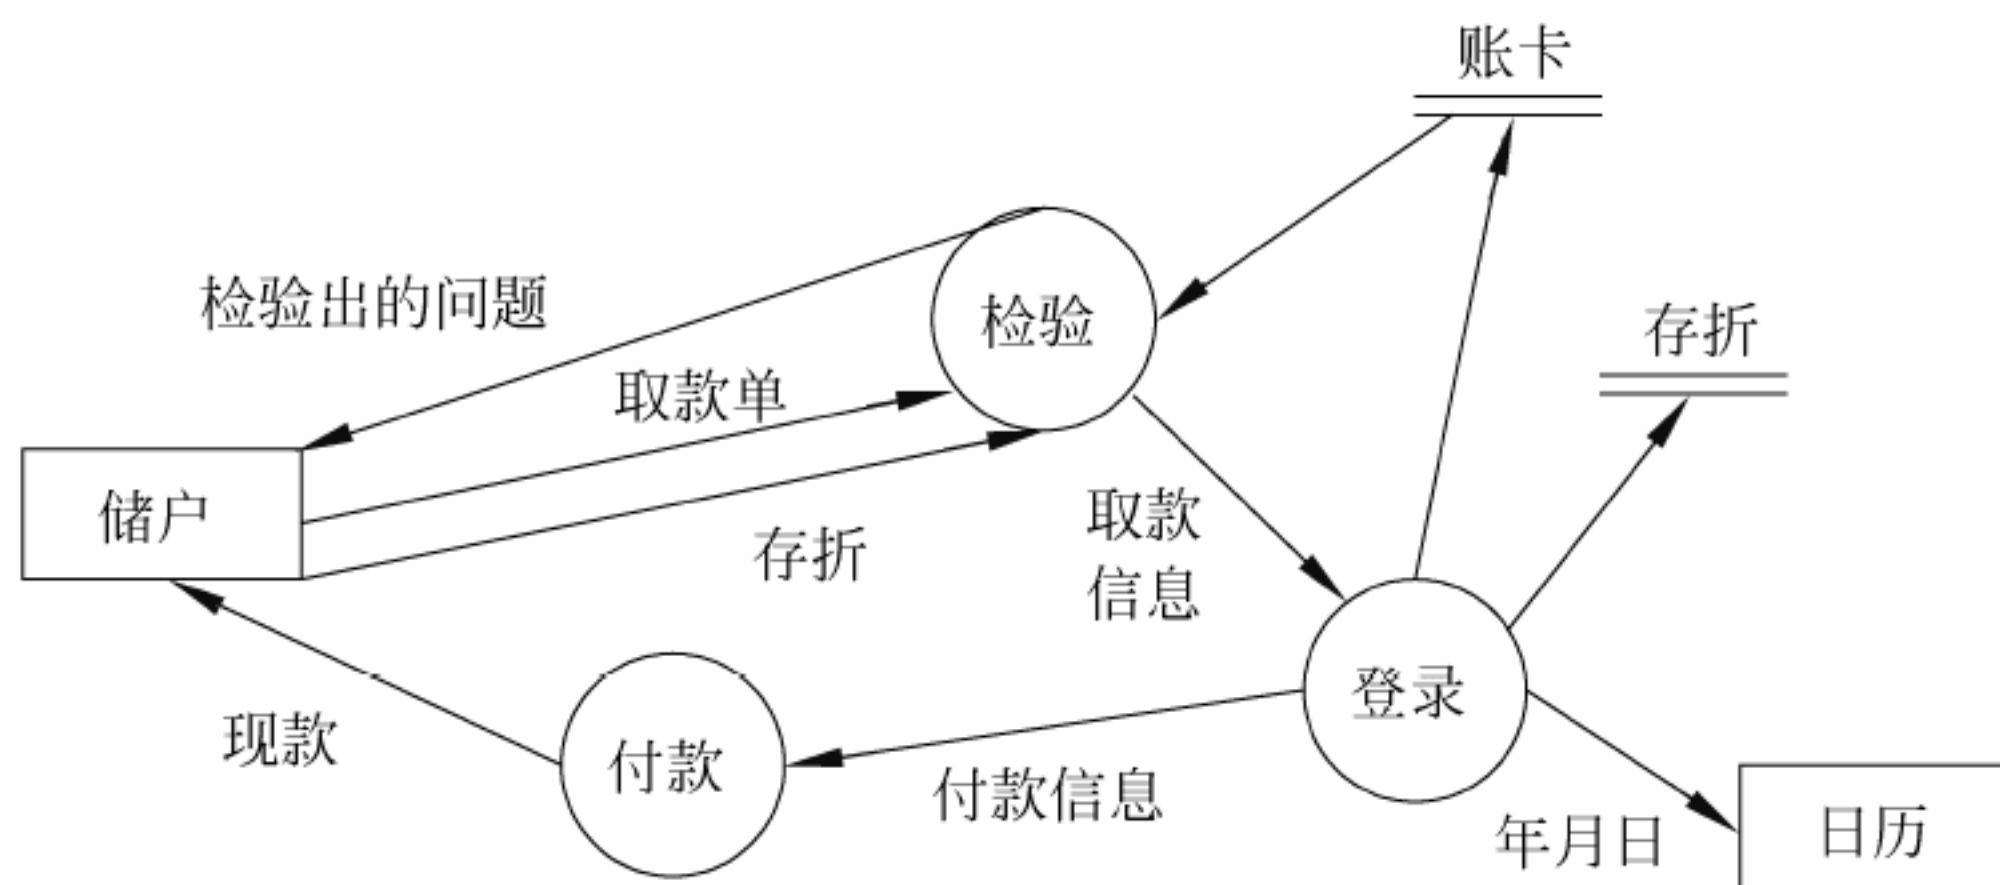 账卡
检验出的问题
检验
存折
取款单
储户
存折
取款
信息
登录
现款
付款
付款信息
年月日
日历